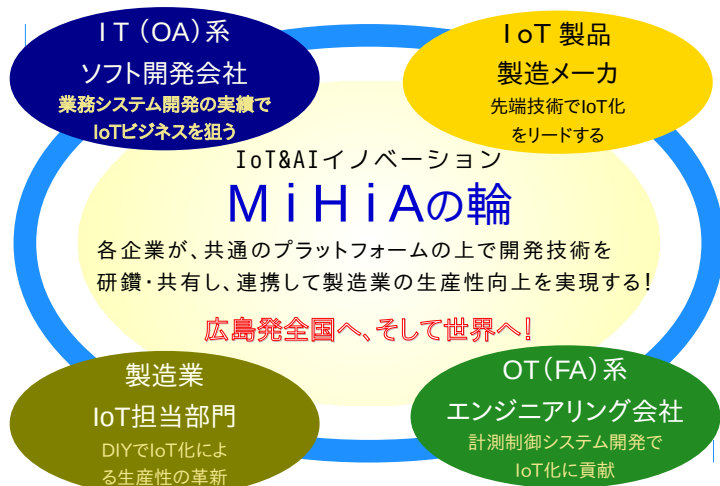 IT(OA)系
ソフト開発会社
業務システム開発の実績で
IoTビジネスを狙う
IoT製品
製造メーカ
先端技術でIoT化
をリードする
IoT&AIイノベーション
MiHiAの輪
各企業が、共通のプラットフォームの上で開発技術を
研鑽・共有し、連携して製造業の生産性向上を実現する!
広島発全国へ、そして世界へ!
製造業
IoT担当部門
DIYでIoT化によ
る生産性の革新
OT(FA)系
エンジニアリング会社
計測制御システム開発で
IoT化に貢献